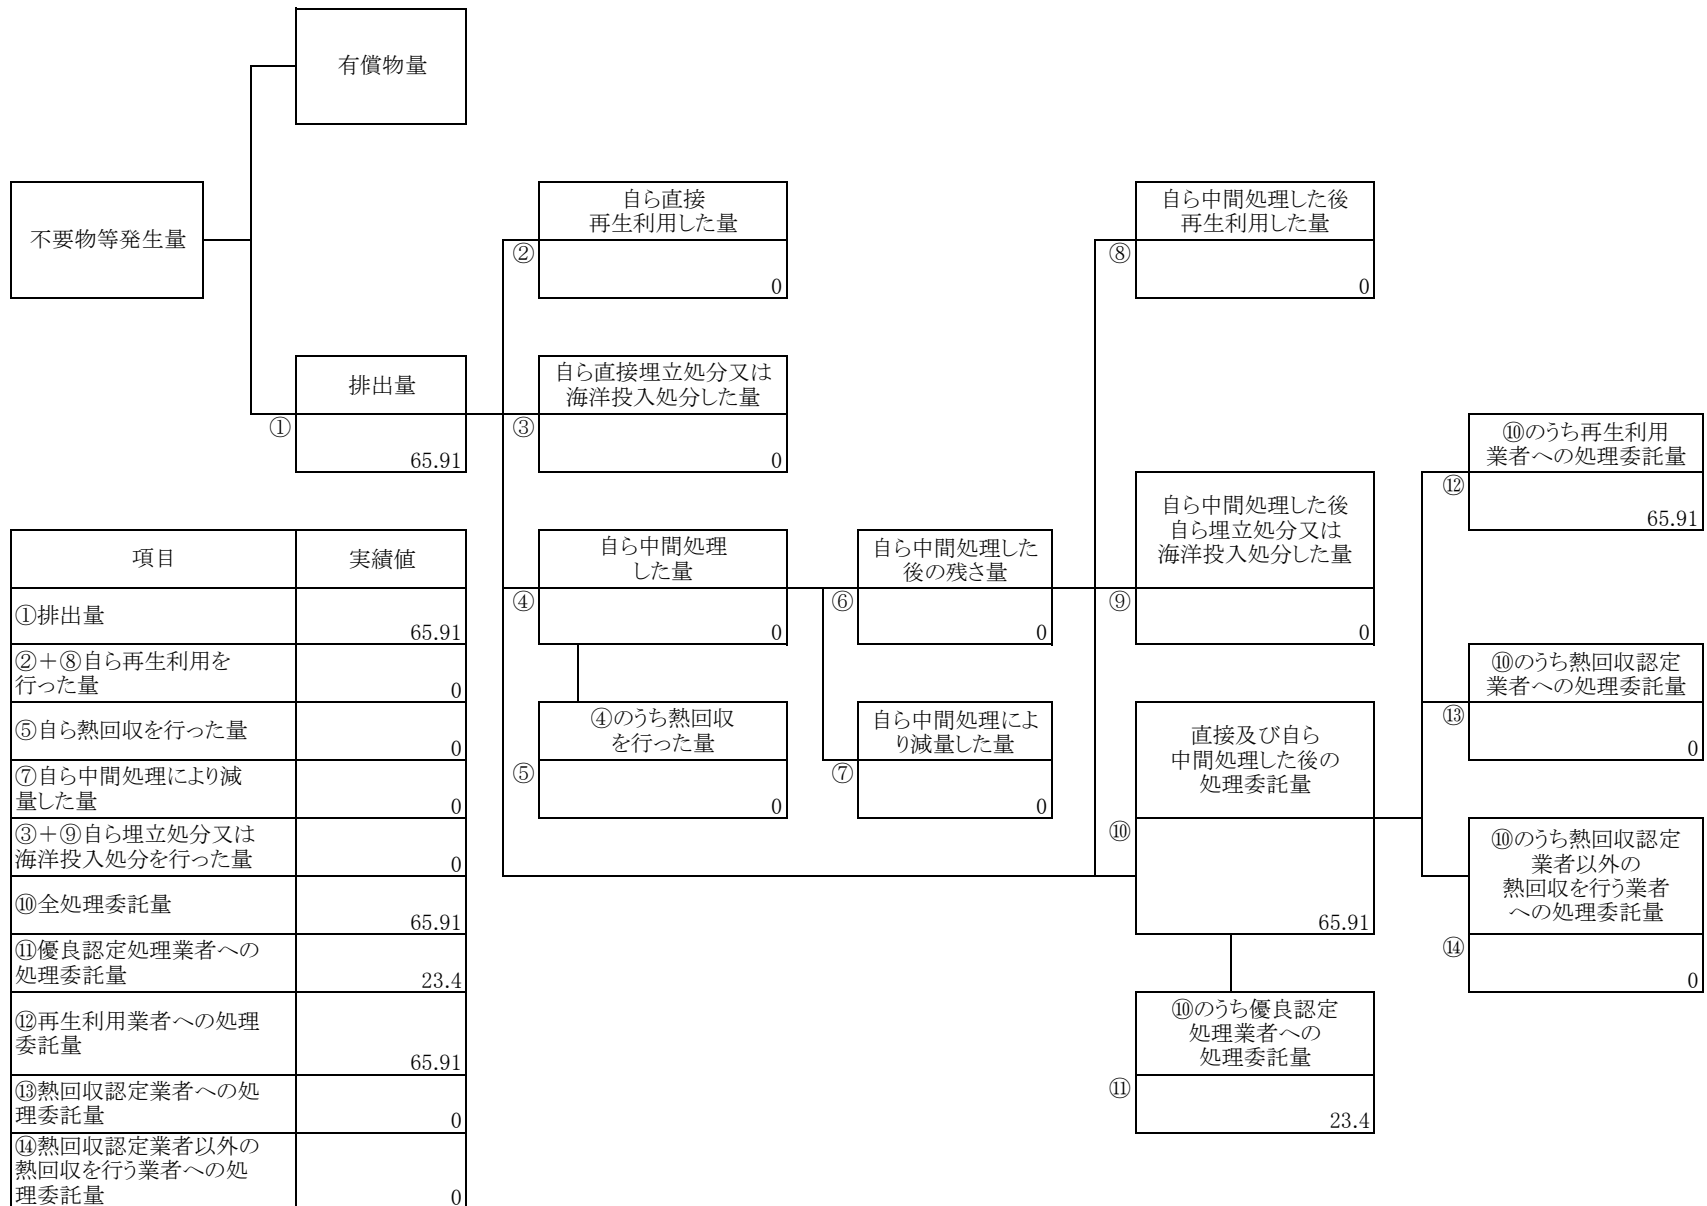 有償物量
不要物等発生量
排出量
①
65.91
自ら直接
再生利用した量
②
0
自ら直接埋立処分又は
海洋投入処分した量
③
0
自ら中間処理
した量
④
0
④のうち熱回収
を行った量
⑤
0
自ら中間処理した
後の残さ量
⑥
0
自ら中間処理によ
り減量した量
⑦
0
自ら中間処理した後
再生利用した量
⑧
0
自ら中間処理した後
自ら埋立処分又は
海洋投入処分した量
⑨
0
直接及び自ら
中間処理した後の
処理委託量
⑩
65.91
⑩のうち優良認定
処理業者への
処理委託量
⑪
23.4
⑩のうち再生利用
業者への処理委託量
⑫
65.91
⑩のうち熱回収認定
業者への処理委託量
⑬
0
⑩のうち熱回収認定
業者以外の
熱回収を行う業者
への処理委託量
⑭
0
項目 実績値
①排出量
65.91
②+⑧自ら再生利用を
行った量
0
⑤自ら熱回収を行った量
0
⑦自ら中間処理により減
量した量
0
③+⑨自ら埋立処分又は
海洋投入処分を行った量
0
⑩全処理委託量
65.91
⑪優良認定処理業者への
処理委託量
23.4
⑫再生利用業者への処理
委託量
65.91
⑬熱回収認定業者への処
理委託量
0
⑭熱回収認定業者以外の
熱回収を行う業者への処
理委託量
0